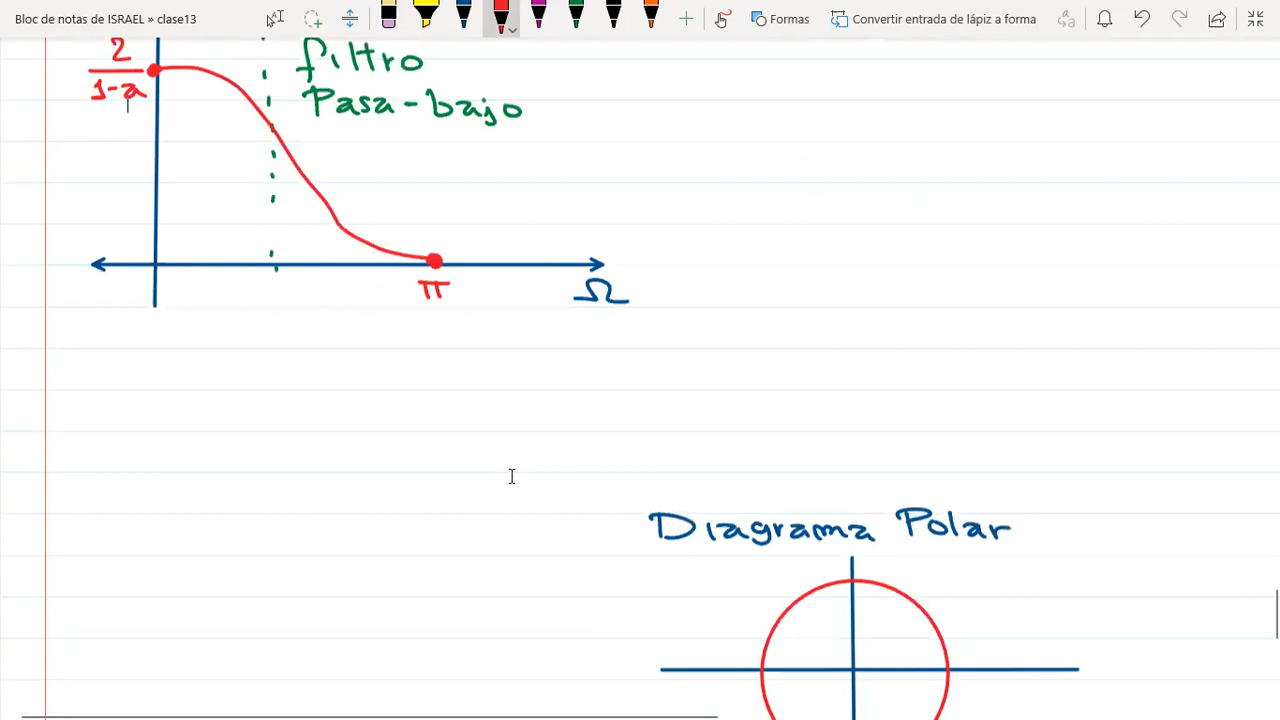 Bloc de notas de ISRAEL » clase13
Formas
Convertir entrada de lápiz a forma
2
1-a
filtro
Pasa-bajo
π
Ω
Diagrama Polar